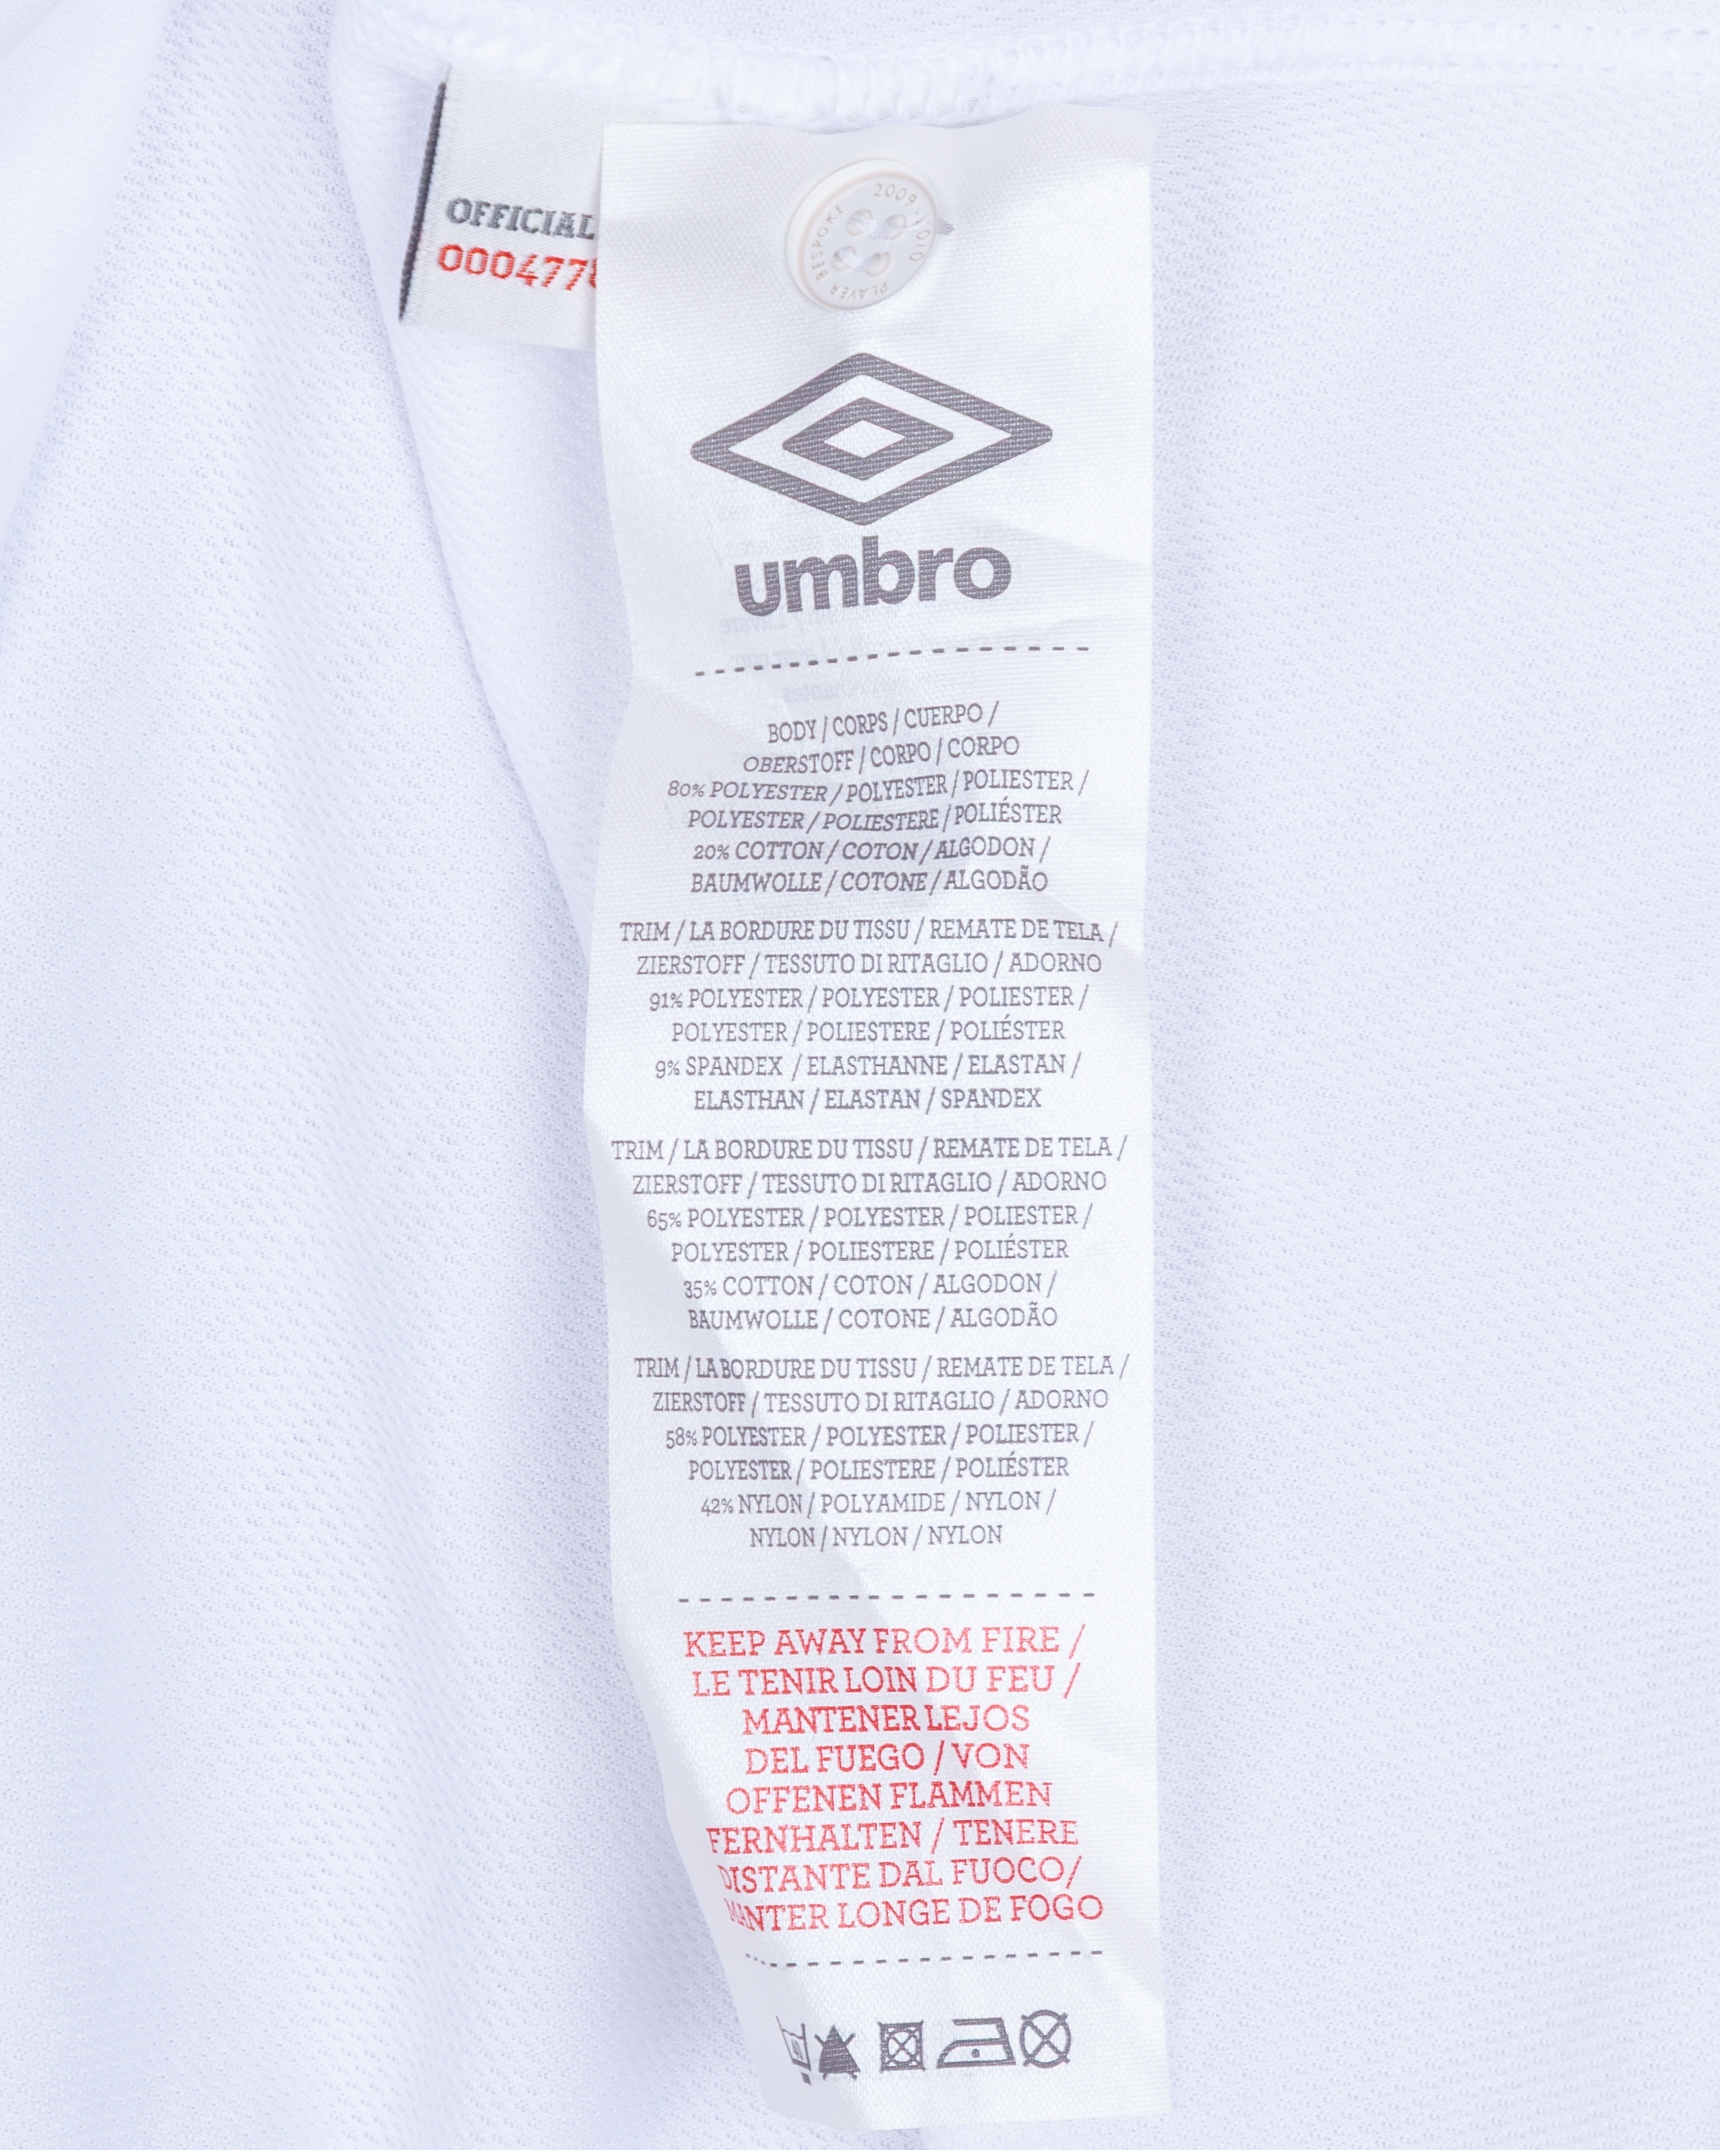 OFFICIAL
000477
2009 · 2010
PLAYER BESPOKE
umbro
BODY / CORPS / CUERPO /
OBERSTOFF / CORPO / CORPO
80% POLYESTER / POLYESTER / POLIESTER /
POLYESTER / POLIESTERE / POLIÉSTER
20% COTTON / COTON / ALGODON /
BAUMWOLLE / COTONE / ALGODÃO
TRIM / LA BORDURE DU TISSU / REMATE DE TELA /
ZIERSTOFF / TESSUTO DI RITAGLIO / ADORNO
91% POLYESTER / POLYESTER / POLIESTER /
POLYESTER / POLIESTERE / POLIÉSTER
9% SPANDEX / ELASTHANNE / ELASTAN /
ELASTHAN / ELASTAN / SPANDEX
TRIM / LA BORDURE DU TISSU / REMATE DE TELA /
ZIERSTOFF / TESSUTO DI RITAGLIO / ADORNO
65% POLYESTER / POLYESTER / POLIESTER /
POLYESTER / POLIESTERE / POLIÉSTER
35% COTTON / COTON / ALGODON /
BAUMWOLLE / COTONE / ALGODÃO
TRIM / LA BORDURE DU TISSU / REMATE DE TELA /
ZIERSTOFF / TESSUTO DI RITAGLIO / ADORNO
58% POLYESTER / POLYESTER / POLIESTER /
POLYESTER / POLIESTERE / POLIÉSTER
42% NYLON / POLYAMIDE / NYLON /
NYLON / NYLON / NYLON
KEEP AWAY FROM FIRE /
LE TENIR LOIN DU FEU /
MANTENER LEJOS
DEL FUEGO / VON
OFFENEN FLAMMEN
FERNHALTEN / TENERE
DISTANTE DAL FUOCO/
MANTER LONGE DE FOGO